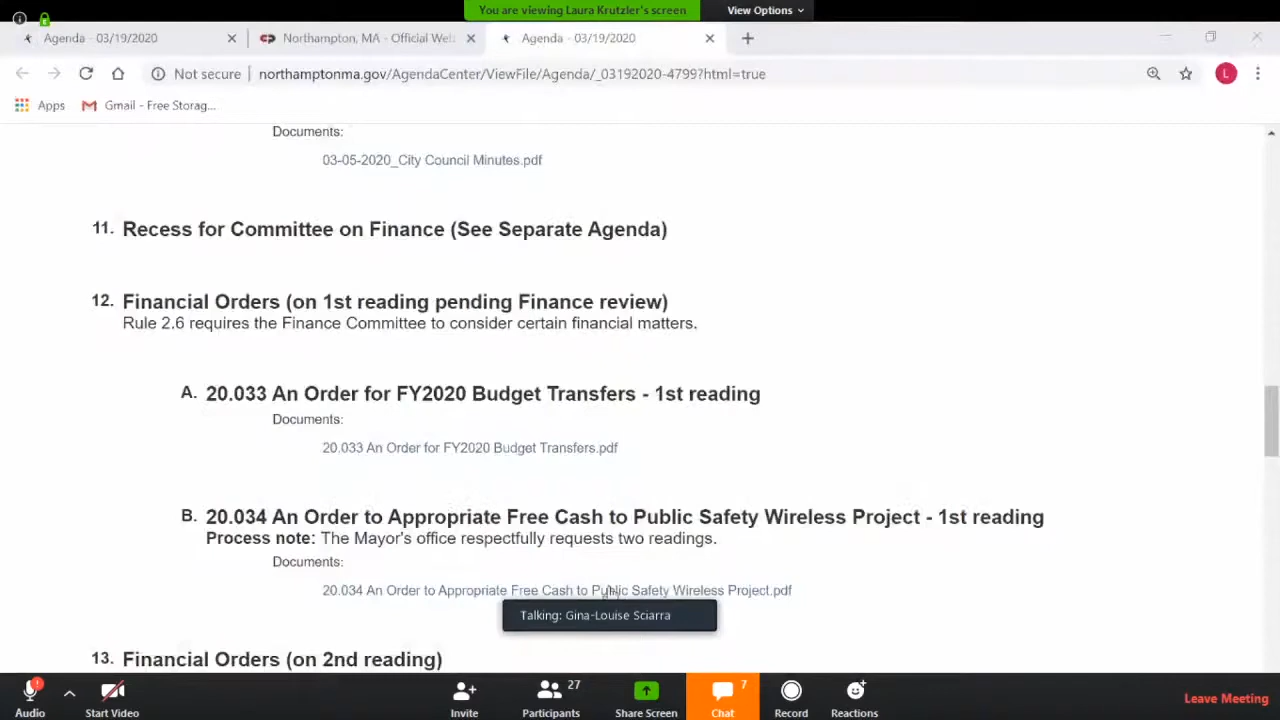 You are viewing Laura Krutzler's screen
View Options
Agenda - 03/19/2020
Northampton, MA - Official Web
Agenda - 03/19/2020
Not secure
northamptonma.gov/AgendaCenter/ViewFile/Agenda/_03192020-4799?html=true
L
Apps
Gmail - Free Storag...
Documents:
03-05-2020_City Council Minutes.pdf
11. Recess for Committee on Finance (See Separate Agenda)
12. Financial Orders (on 1st reading pending Finance review)
Rule 2.6 requires the Finance Committee to consider certain financial matters.
A. 20.033 An Order for FY2020 Budget Transfers - 1st reading
Documents:
20.033 An Order for FY2020 Budget Transfers.pdf
B. 20.034 An Order to Appropriate Free Cash to Public Safety Wireless Project - 1st reading
Process note: The Mayor's office respectfully requests two readings.
Documents:
20.034 An Order to Appropriate Free Cash to Public Safety Wireless Project.pdf
Talking: Gina-Louise Sciarra
13. Financial Orders (on 2nd reading)
27
7
Audio
Start Video
Invite
Participants
Share Screen
Chat
Record
Reactions
Leave Meeting